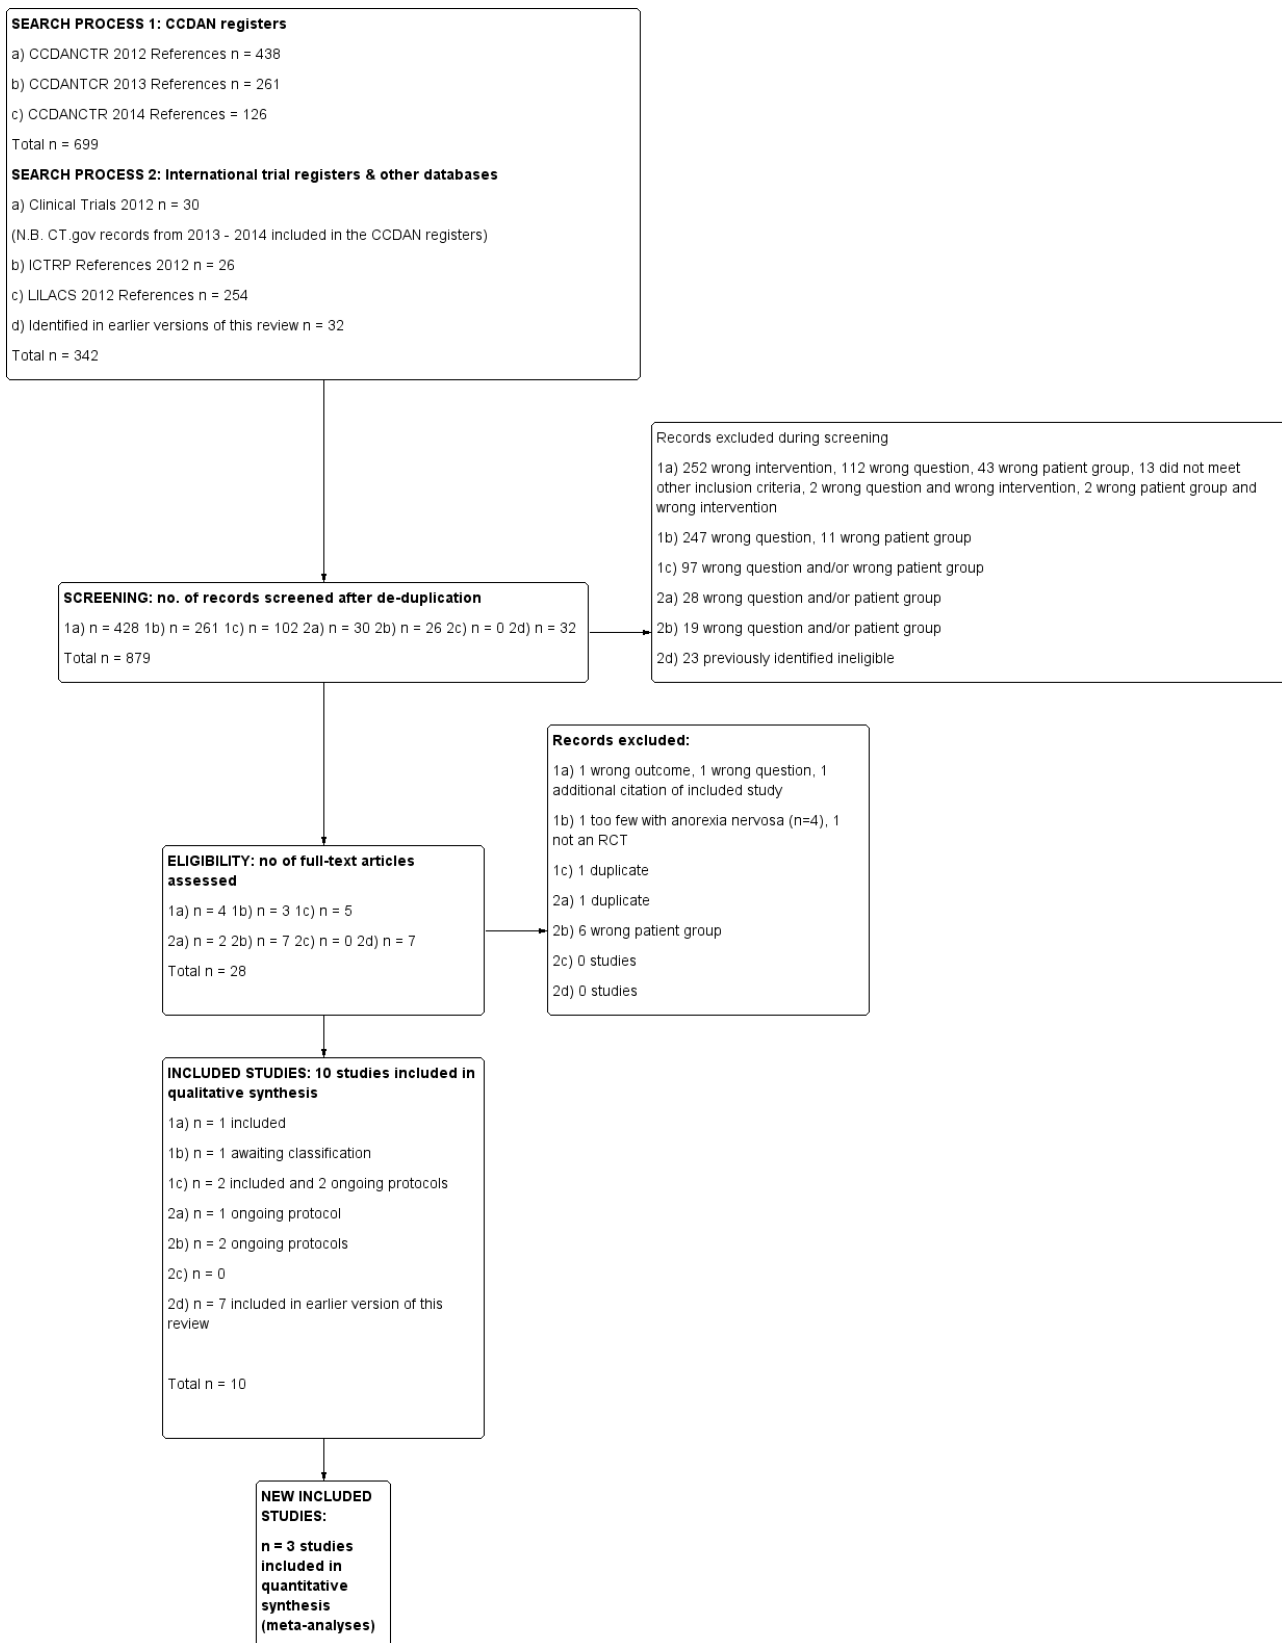 SEARCH PROCESS 1: CCDAN registers
a) CCDANCTR 2012 References n = 438
b) CCDANTCR 2013 References n = 261
c) CCDANCTR 2014 References = 126
Total n = 699
SEARCH PROCESS 2: International trial registers & other databases
a) Clinical Trials 2012 n = 30
(N.B. CT.gov records from 2013 - 2014 included in the CCDAN registers)
b) ICTRP References 2012 n = 26
c) LILACS 2012 References n = 254
d) Identified in earlier versions of this review n = 32
Total n = 342
Records excluded during screening
1a) 252 wrong intervention, 112 wrong question, 43 wrong patient group, 13 did not meet
other inclusion criteria, 2 wrong question and wrong intervention, 2 wrong patient group and
wrong intervention
1b) 247 wrong question, 11 wrong patient group
1c) 97 wrong question and/or wrong patient group
2a) 28 wrong question and/or patient group
2b) 19 wrong question and/or patient group
2d) 23 previously identified ineligible
SCREENING: no. of records screened after de-duplication
1a) n = 428 1b) n = 261 1c) n = 102 2a) n = 30 2b) n = 26 2c) n = 0 2d) n = 32
Total n = 879
Records excluded:
1a) 1 wrong outcome, 1 wrong question, 1
additional citation of included study
1b) 1 too few with anorexia nervosa (n=4), 1
not an RCT
1c) 1 duplicate
2a) 1 duplicate
2b) 6 wrong patient group
2c) 0 studies
2d) 0 studies
ELIGIBILITY: no of full-text articles
assessed
1a) n = 4 1b) n = 3 1c) n = 5
2a) n = 2 2b) n = 7 2c) n = 0 2d) n = 7
Total n = 28
INCLUDED STUDIES: 10 studies included in
qualitative synthesis
1a) n = 1 included
1b) n = 1 awaiting classification
1c) n = 2 included and 2 ongoing protocols
2a) n = 1 ongoing protocol
2b) n = 2 ongoing protocols
2c) n = 0
2d) n = 7 included in earlier version of this
review
Total n = 10
NEW INCLUDED
STUDIES:
n = 3 studies
included in
quantitative
synthesis
(meta-analyses)